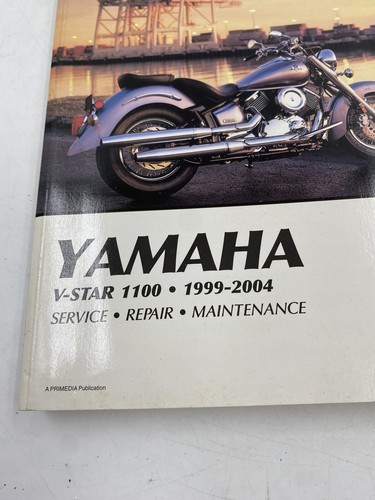 YAMAHA
V-STAR 1100 • 1999-2004
SERVICE • REPAIR • MAINTENANCE
A PRIMEDIA Publication